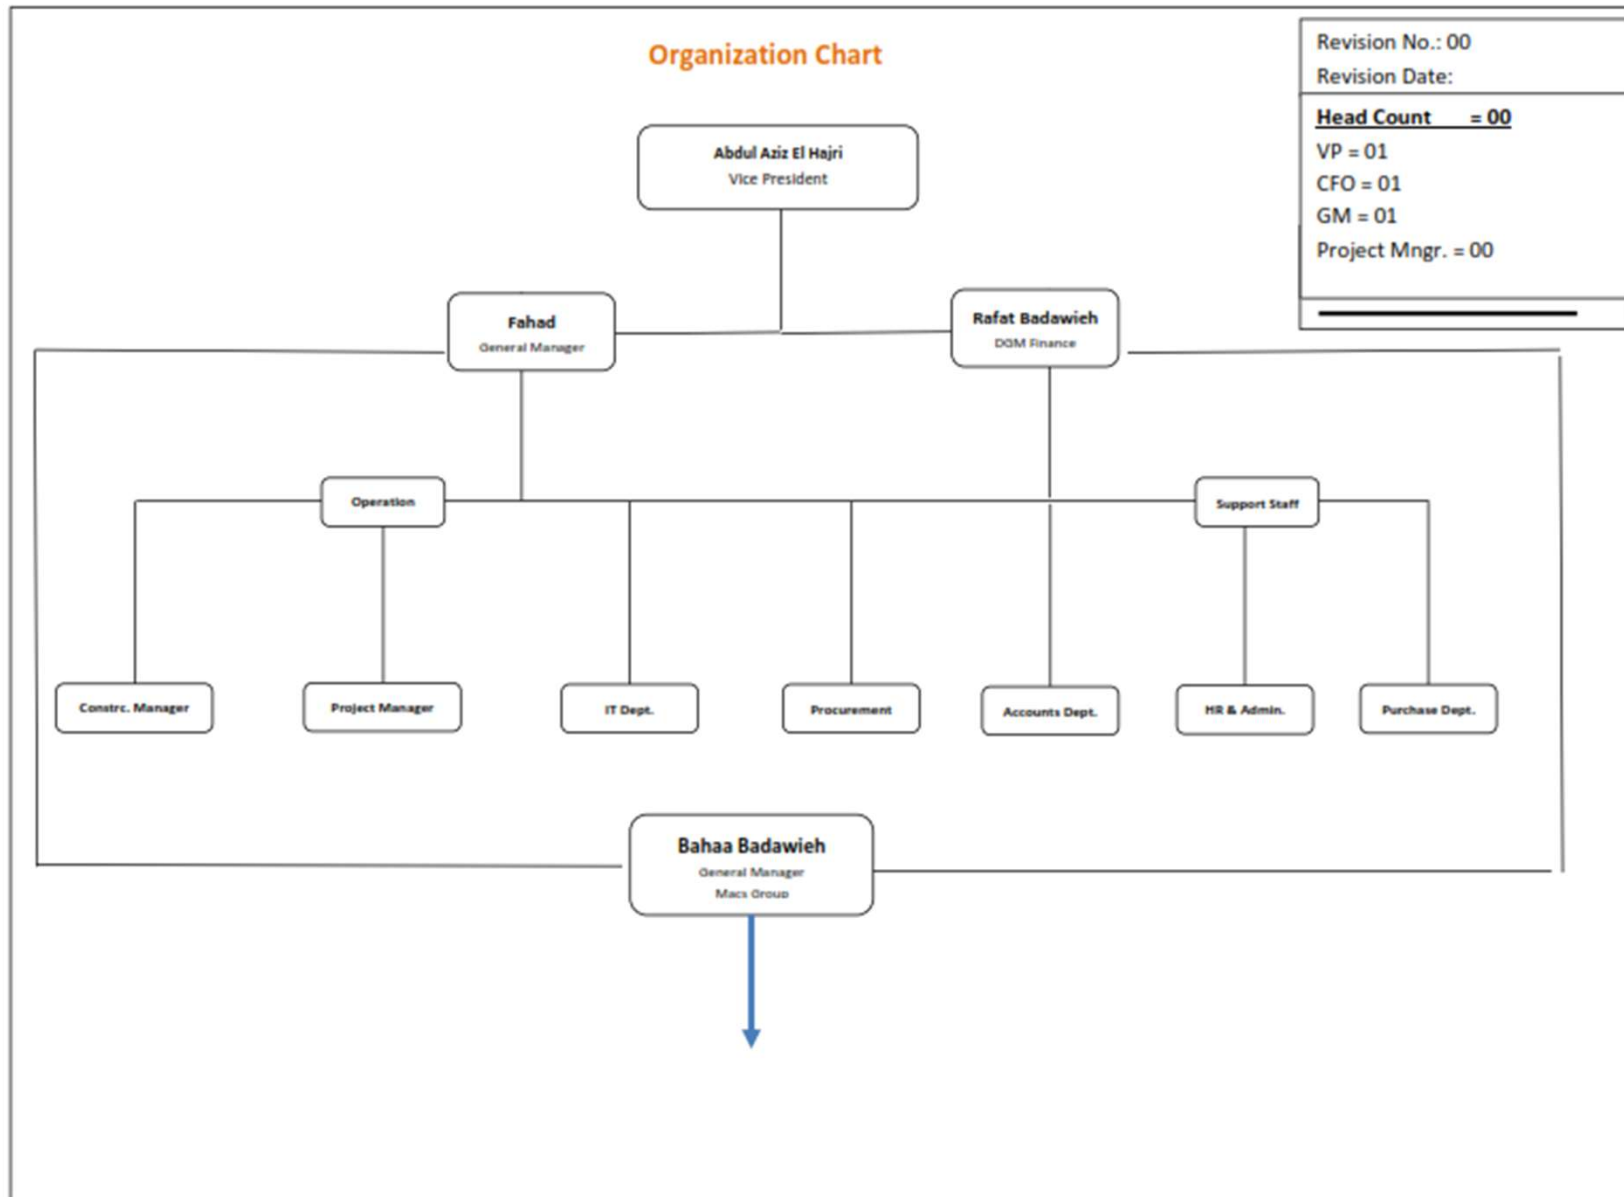 Organization Chart
Revision No.: 00
Revision Date:
Head Count = 00
VP = 01
CFO = 01
GM = 01
Project Mngr. = 00
Abdul Aziz El Hajri
Vice President
Fahad
General Manager
Rafat Badawieh
DGM Finance
Operation
Support Staff
Constrc. Manager
Project Manager
IT Dept.
Procurement
Accounts Dept.
HR & Admin.
Purchase Dept.
Bahaa Badawieh
General Manager
Macs Group